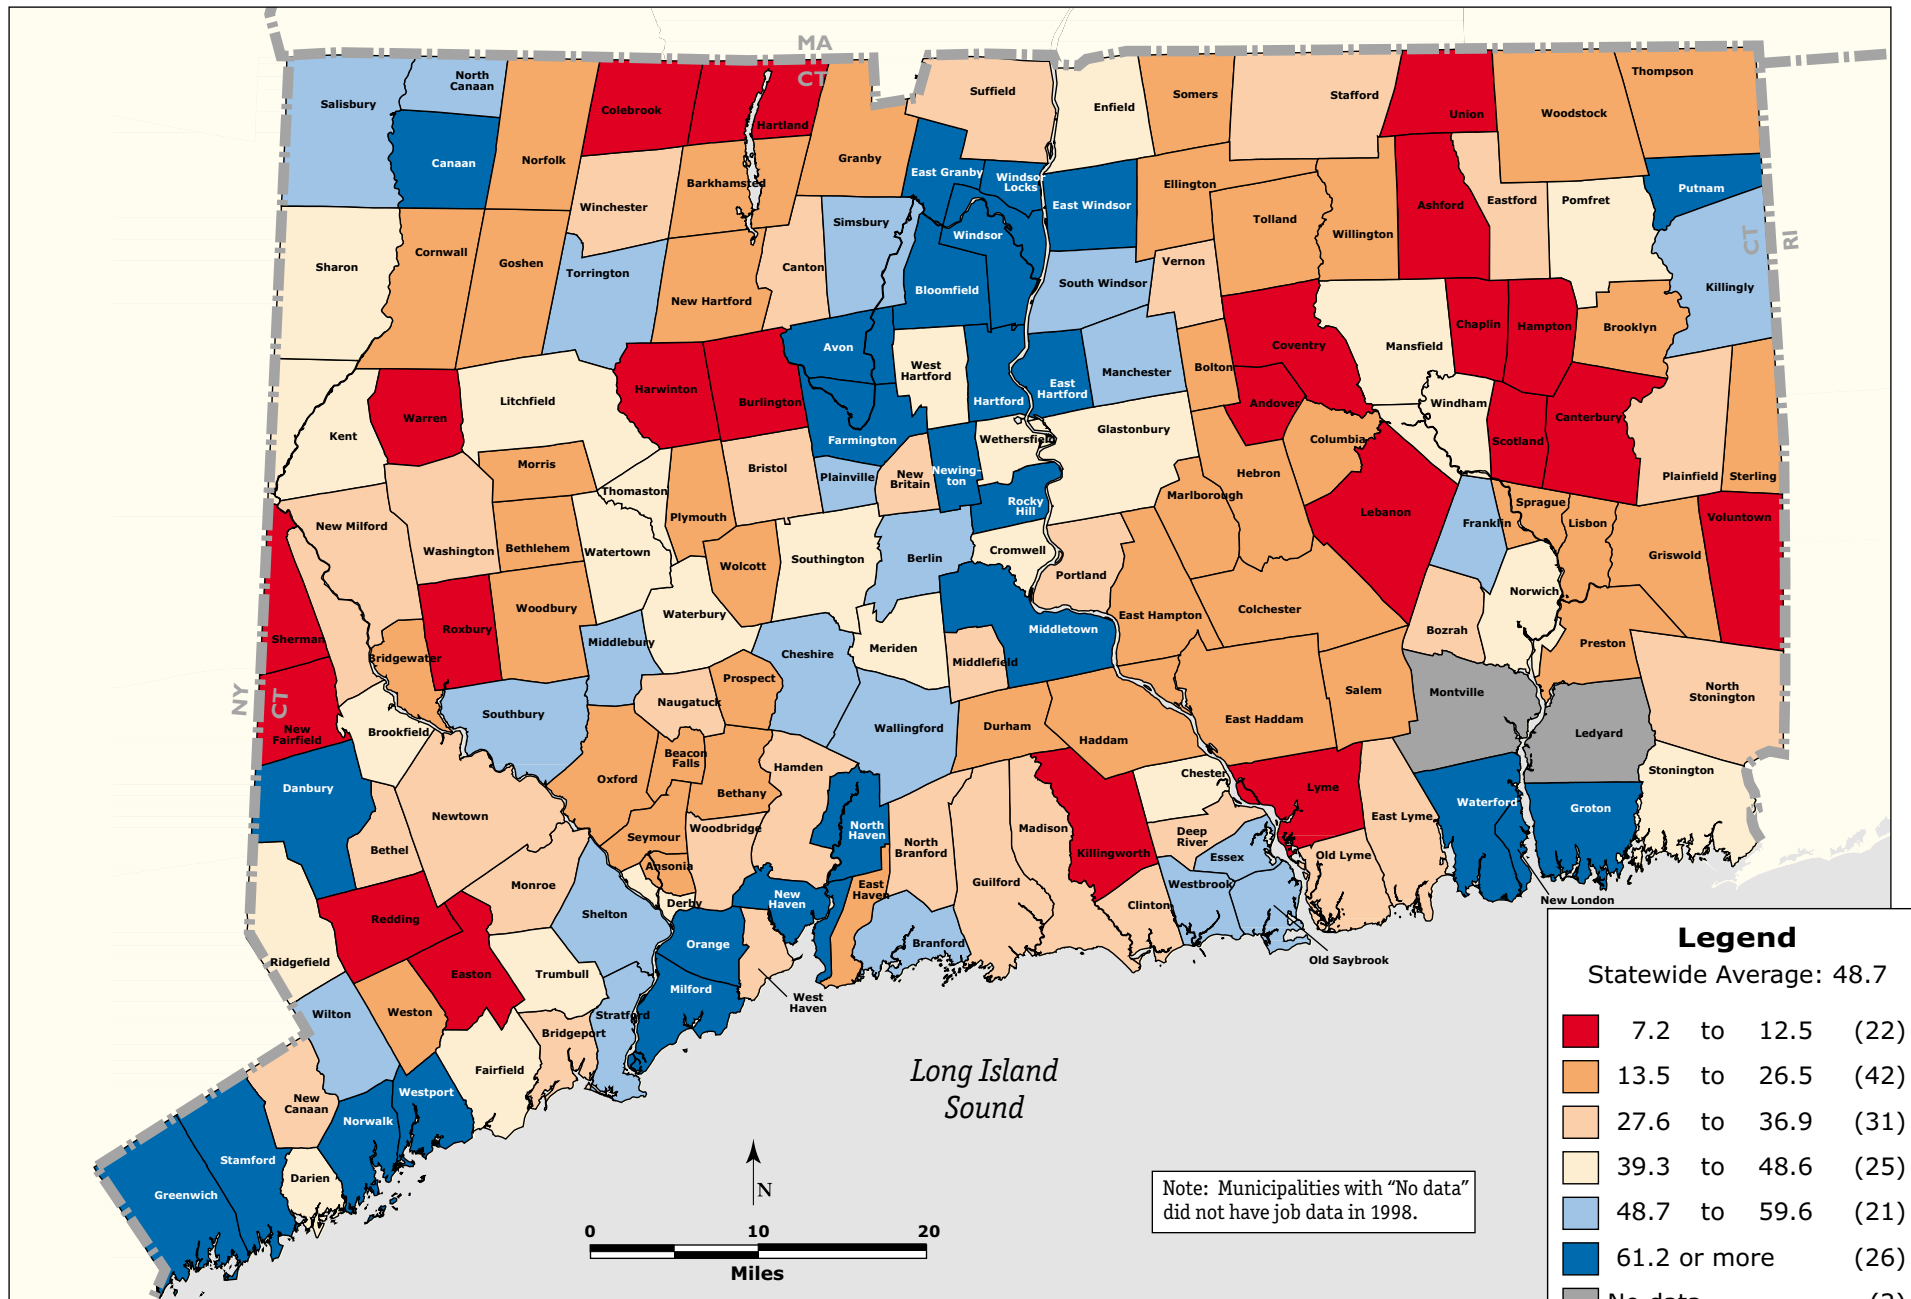 MA
CT
Salisbury
North
Canaan
Canaan
Norfolk
Colebrook
Hartland
Granby
Suffield
Enfield
Somers
Stafford
Union
Woodstock
Thompson
Barkhamsted
Winchester
East Granby
Windsor
Locks
East Windsor
Ellington
Tolland
Willington
Ashford
Eastford
Pomfret
Putnam
Sharon
Cornwall
Goshen
Torrington
New Hartford
Canton
Simsbury
Windsor
Bloomfield
South Windsor
Vernon
CT
RI
Killingly
Coventry
Mansfield
Chaplin
Hampton
Brooklyn
Kent
Warren
Litchfield
Harwinton
Burlington
Avon
West
Hartford
Hartford
East
Hartford
Manchester
Bolton
Andover
Windham
Scotland
Canterbury
Plainfield
Sterling
Morris
Thomaston
Plymouth
Bristol
Farmington
Plainville
New
Britain
Newing-
ton
Wethersfield
Rocky
Hill
Glastonbury
Marlborough
Hebron
Columbia
Lebanon
Franklin
Sprague
Lisbon
Griswold
Voluntown
New Milford
Washington
Bethlehem
Watertown
Wolcott
Southington
Berlin
Cromwell
Portland
East Hampton
Colchester
Bozrah
Norwich
Preston
North
Stonington
Sherman
Bridgewater
Roxbury
Woodbury
Middlebury
Waterbury
Cheshire
Meriden
Middlefield
Middletown
East Haddam
Salem
Montville
Ledyard
Stonington
NY
CT
New
Fairfield
Brookfield
Southbury
Naugatuck
Prospect
Wallingford
Durham
Haddam
Danbury
Bethel
Newtown
Oxford
Beacon
Falls
Bethany
Hamden
North
Haven
North
Branford
Guilford
Madison
Killingworth
Chester
Deep
River
Essex
Westbrook
Lyme
Old Lyme
East Lyme
Waterford
Groton
New London
Redding
Monroe
Seymour
Ansonia
Derby
Woodbridge
New
Haven
East
Haven
Branford
Clinton
Old Saybrook
Ridgefield
Easton
Trumbull
Shelton
Orange
Milford
West
Haven
Wilton
Weston
Bridgeport
Stratford
Fairfield
New
Canaan
Norwalk
Westport
Greenwich
Stamford
Darien
Long Island
Sound
N
0 10 20
Miles
Note: Municipalities with “No data”
did not have job data in 1998.
Legend
Statewide Average: 48.7
7.2 to 12.5 (22)
13.5 to 26.5 (42)
27.6 to 36.9 (31)
39.3 to 48.6 (25)
48.7 to 59.6 (21)
61.2 or more (26)
No data (2)